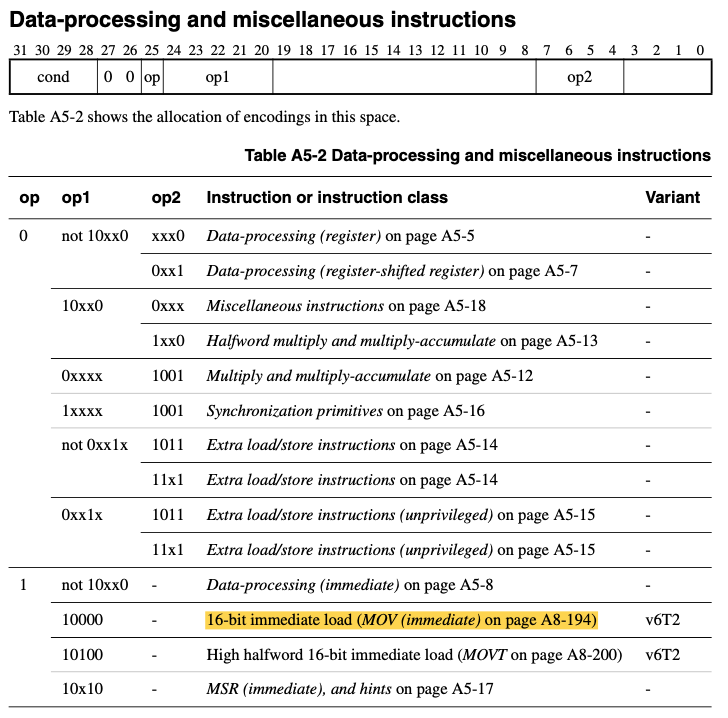 Data-processing and miscellaneous instructions
31 30 29 28 27 26 25 24 23 22 21 20 19 18 17 16 15 14 13 12 11 10 9 8 7 6 5 4 3 2 1 0
cond 0 0 op op1 op2
Table A5-2 shows the allocation of encodings in this space.
Table A5-2 Data-processing and miscellaneous instructions
op op1 op2 Instruction or instruction class Variant
0 not 10xx0 xxx0 Data-processing (register) on page A5-5 -
0xx1 Data-processing (register-shifted register) on page A5-7 -
10xx0 0xxx Miscellaneous instructions on page A5-18 -
1xx0 Halfword multiply and multiply-accumulate on page A5-13 -
0xxxx 1001 Multiply and multiply-accumulate on page A5-12 -
1xxxx 1001 Synchronization primitives on page A5-16 -
not 0xx1x 1011 Extra load/store instructions on page A5-14 -
11x1 Extra load/store instructions on page A5-14 -
0xx1x 1011 Extra load/store instructions (unprivileged) on page A5-15 -
11x1 Extra load/store instructions (unprivileged) on page A5-15 -
1 not 10xx0 - Data-processing (immediate) on page A5-8 -
10000 - 16-bit immediate load (MOV (immediate) on page A8-194) v6T2
10100 - High halfword 16-bit immediate load (MOVT on page A8-200) v6T2
10x10 - MSR (immediate), and hints on page A5-17 -